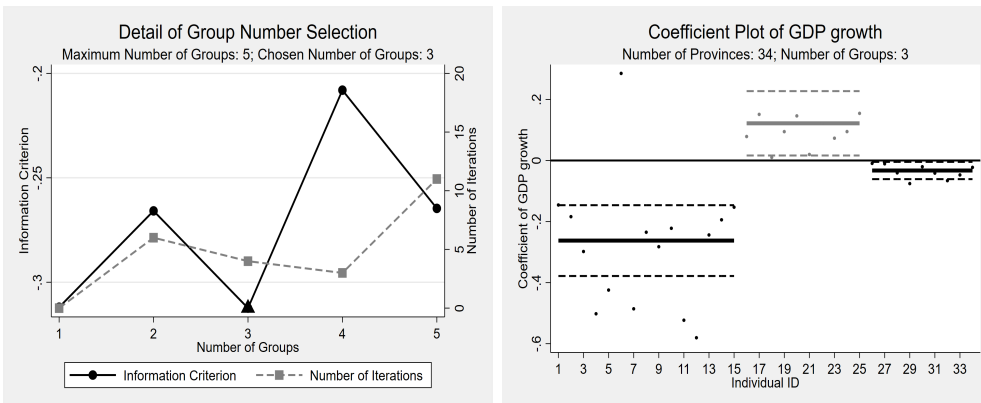 Detail of Group Number Selection
Maximum Number of Groups: 5; Chosen Number of Groups: 3
Information Criterion
-.2
-.25
-.3
20
15
10
5
0
Number of Iterations
1 2 3 4 5
Number of Groups
Information Criterion Number of Iterations
Coefficient Plot of GDP growth
Number of Provinces: 34; Number of Groups: 3
Coefficient of GDP growth
.2
0
-.2
-.4
-.6
1 3 5 7 9 11 13 15 17 19 21 23 25 27 29 31 33
Individual ID